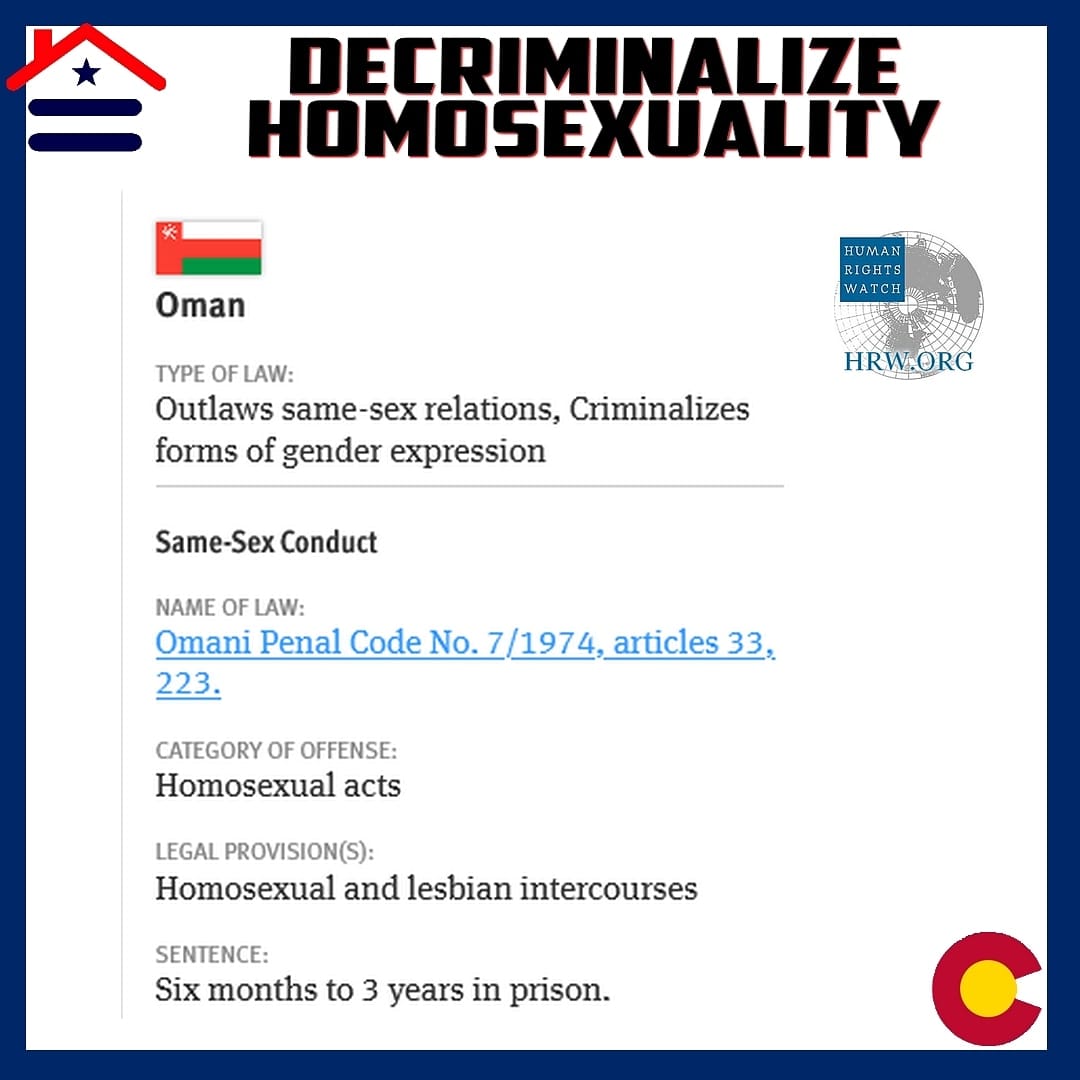 DECRIMINALIZE
HOMOSEXUALITY
HUMAN
RIGHTS
WATCH
HRW.ORG
Oman
TYPE OF LAW:
Outlaws same-sex relations, Criminalizes
forms of gender expression
Same-Sex Conduct
NAME OF LAW:
Omani Penal Code No. 7/1974, articles 33,
223.
CATEGORY OF OFFENSE:
Homosexual acts
LEGAL PROVISION(S):
Homosexual and lesbian intercourses
SENTENCE:
Six months to 3 years in prison.